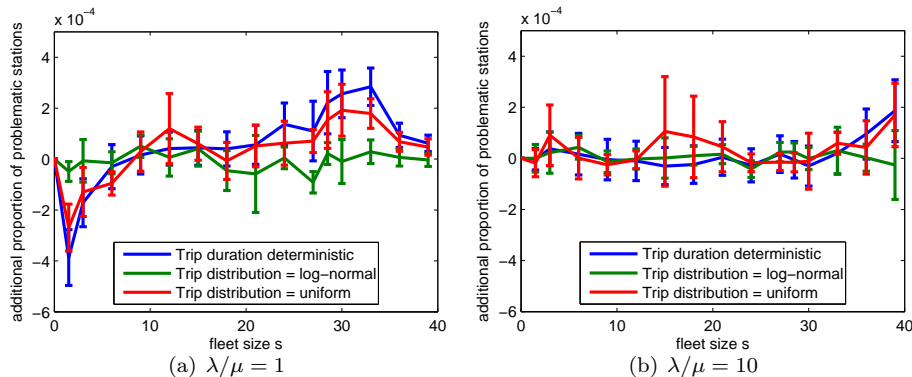 x 10⁻⁴
4
2
0
−2
−4
−6
0
10
20
30
40
additional proportion of problematic stations
fleet size s
Trip duration deterministic
Trip distribution = log−normal
Trip distribution = uniform
(a) λ/μ = 1
x 10⁻⁴
4
2
0
−2
−4
−6
0
10
20
30
40
additional proportion of problematic stations
fleet size s
Trip duration deterministic
Trip distribution = log−normal
Trip distribution = uniform
(b) λ/μ = 10